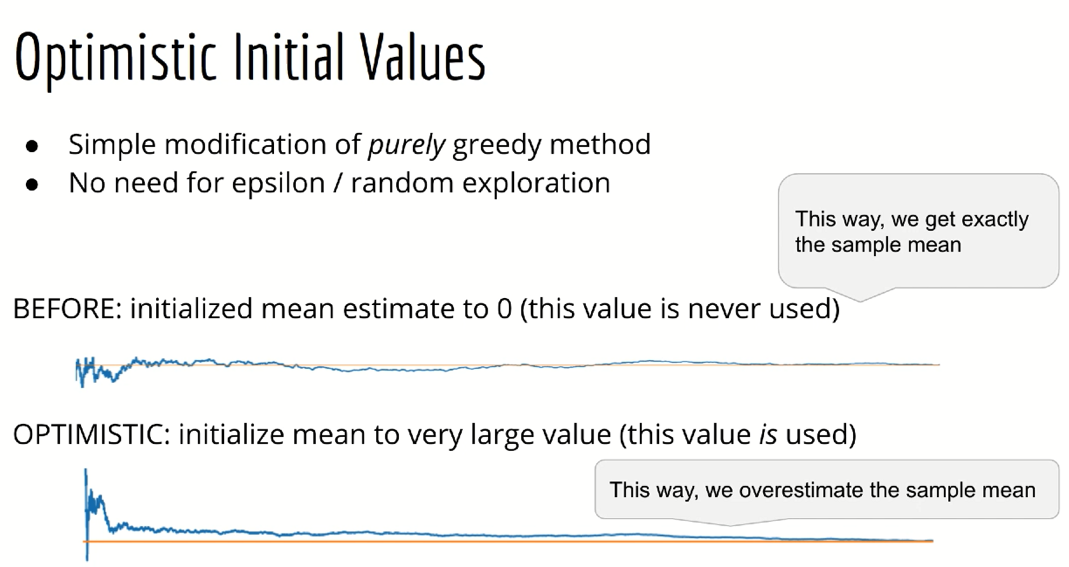 Optimistic Initial Values
● Simple modification of purely greedy method
● No need for epsilon / random exploration
This way, we get exactly
the sample mean
BEFORE: initialized mean estimate to 0 (this value is never used)
OPTIMISTIC: initialize mean to very large value (this value is used)
This way, we overestimate the sample mean